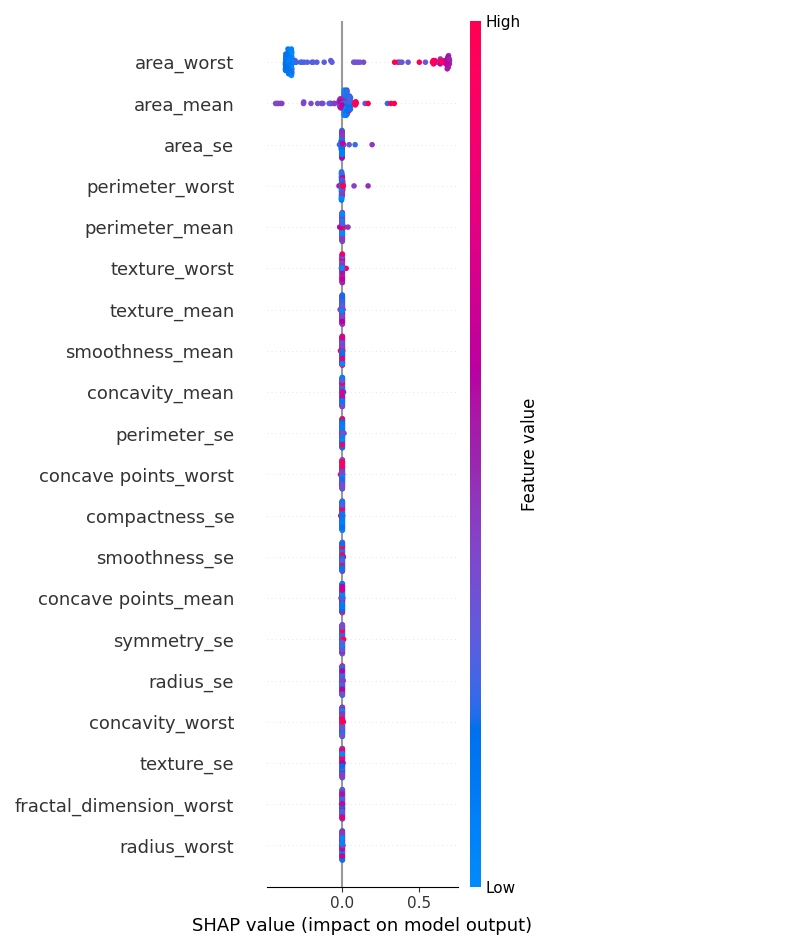 High
area_worst
area_mean
area_se
perimeter_worst
perimeter_mean
texture_worst
texture_mean
smoothness_mean
concavity_mean
perimeter_se
concave points_worst
compactness_se
smoothness_se
concave points_mean
symmetry_se
radius_se
concavity_worst
texture_se
fractal_dimension_worst
radius_worst
Feature value
Low
0.0 0.5
SHAP value (impact on model output)